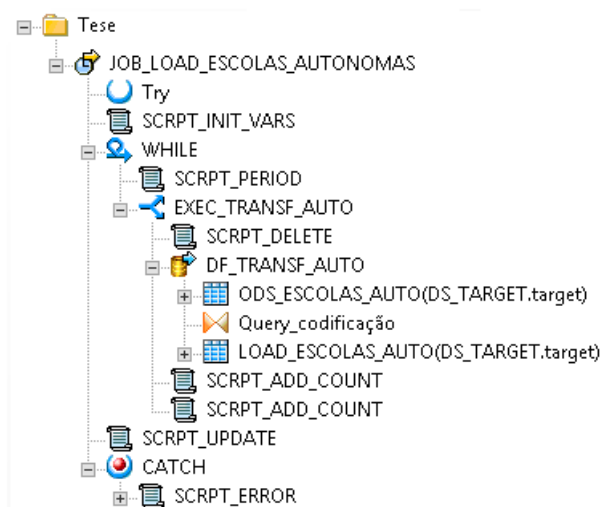 Tese
JOB_LOAD_ESCOLAS_AUTONOMAS
Try
SCRPT_INIT_VARS
WHILE
SCRPT_PERIOD
EXEC_TRANSF_AUTO
SCRPT_DELETE
DF_TRANSF_AUTO
ODS_ESCOLAS_AUTO(DS_TARGET.target)
Query_codificação
LOAD_ESCOLAS_AUTO(DS_TARGET.target)
SCRPT_ADD_COUNT
SCRPT_ADD_COUNT
SCRPT_UPDATE
CATCH
SCRPT_ERROR